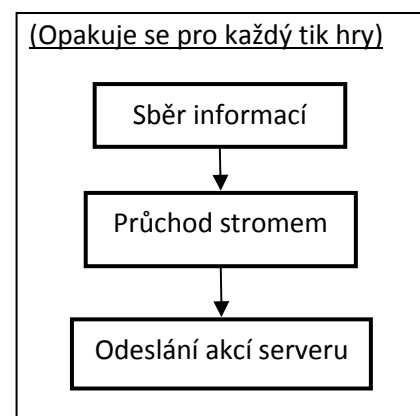 (Opakuje se pro každý tik hry)
Sběr informací
Průchod stromem
Odeslání akcí serveru